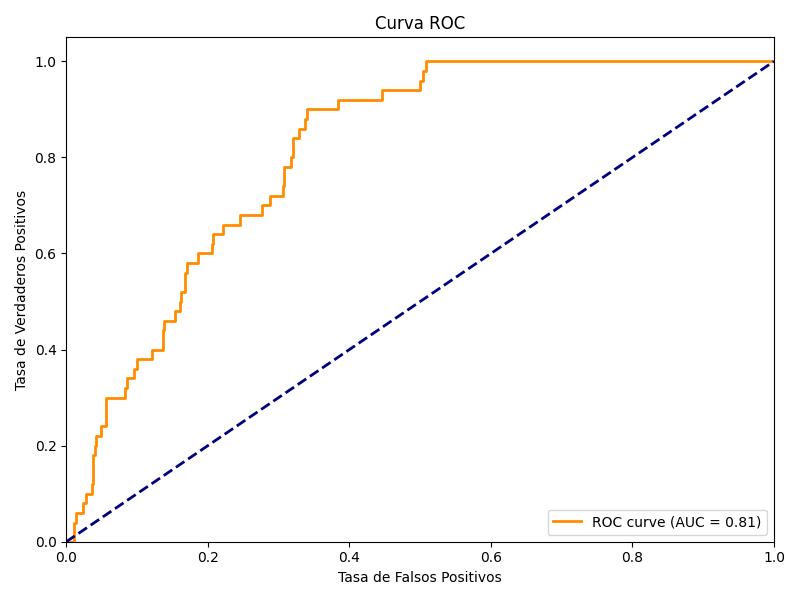 Curva ROC
Tasa de Verdaderos Positivos
1.0
0.8
0.6
0.4
0.2
0.0
0.0 0.2 0.4 0.6 0.8 1.0
Tasa de Falsos Positivos
ROC curve (AUC = 0.81)